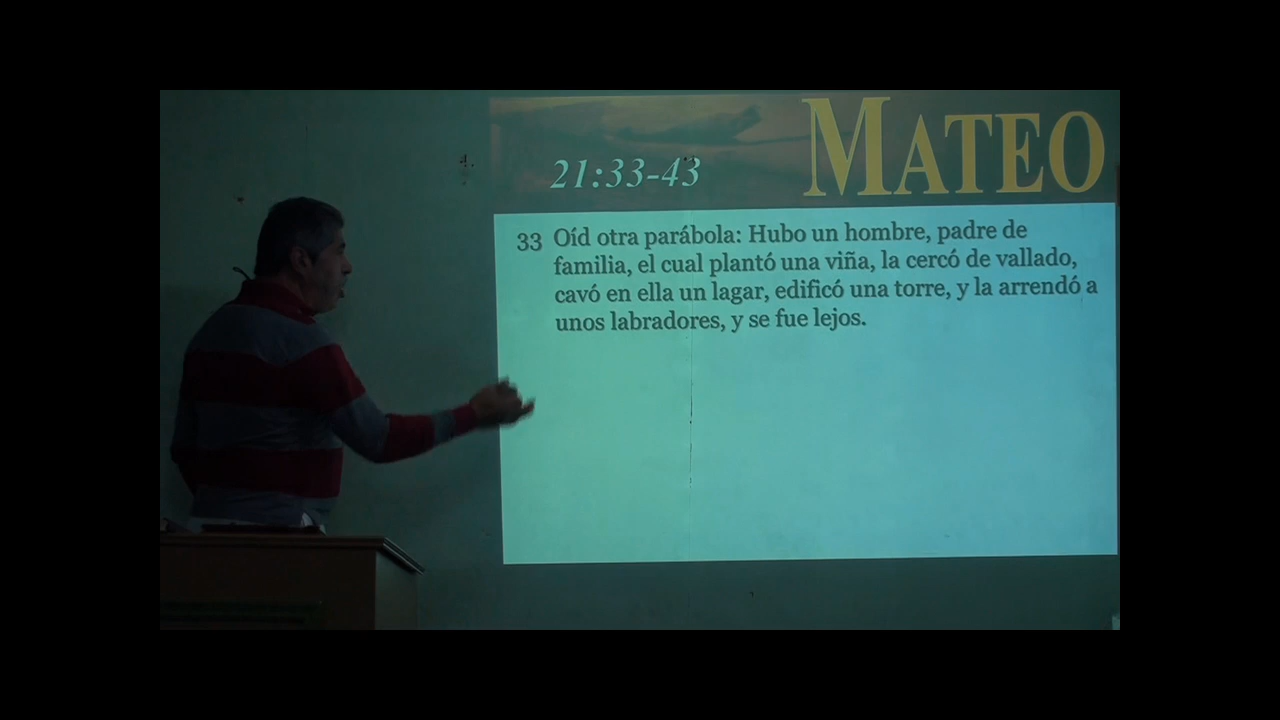 MATEO
21:33-43
33 Oíd otra parábola: Hubo un hombre, padre de
familia, el cual plantó una viña, la cercó de vallado,
cavó en ella un lagar, edificó una torre, y la arrendó a
unos labradores, y se fue lejos.